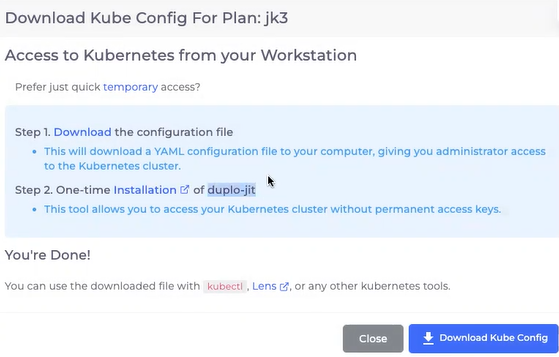 Download Kube Config For Plan: jk3
Access to Kubernetes from your Workstation
Prefer just quick temporary access?
Step 1. Download the configuration file
This will download a YAML configuration file to your computer, giving you administrator access
to the Kubernetes cluster.
Step 2. One-time Installation of duplo-jit
This tool allows you to access your Kubernetes cluster without permanent access keys.
You're Done!
You can use the downloaded file with kubectl, Lens, or any other kubernetes tools.
Close
Download Kube Config